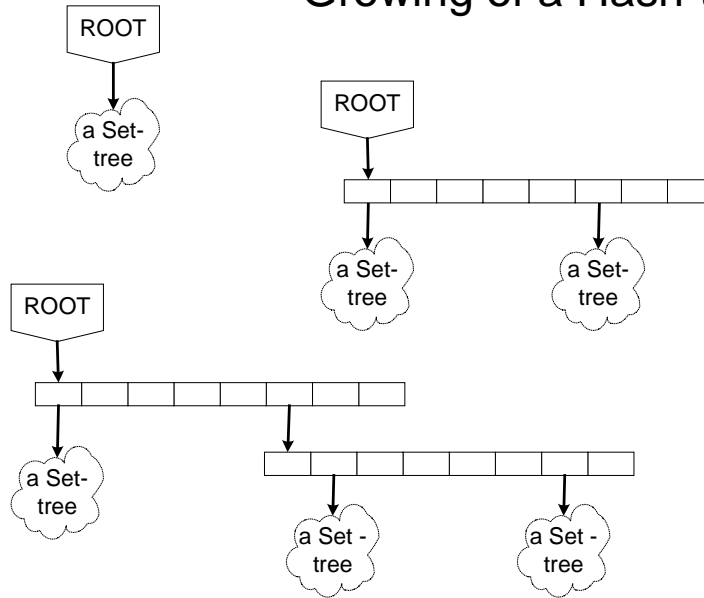 Growing of a Hash
ROOT
a Set-
tree
ROOT
a Set-
tree
a Set-
tree
ROOT
a Set-
tree
a Set -
tree
a Set -
tree